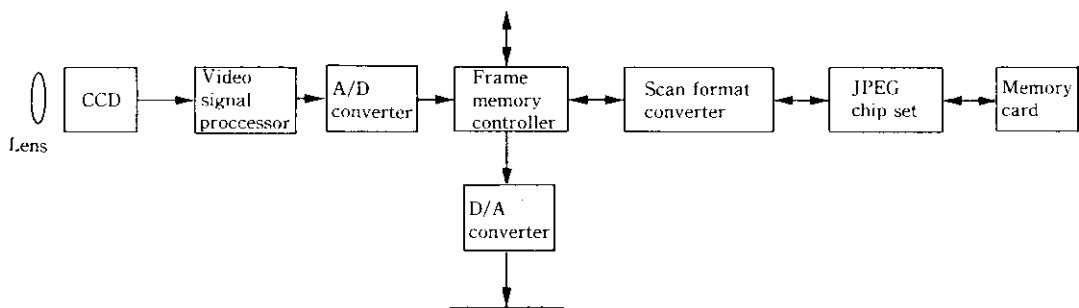 Lens
CCD
Video
signal
proccessor
A/D
converter
Frame
memory
controller
Scan format
converter
JPEG
chip set
Memory
card
D/A
converter